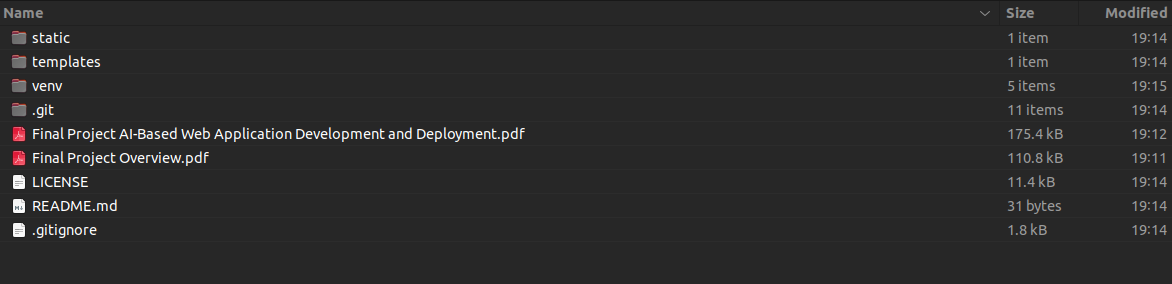 Name Size Modified
static 1 item 19:14
templates 1 item 19:14
venv 5 items 19:15
.git 11 items 19:14
Final Project AI-Based Web Application Development and Deployment.pdf 175.4 kB 19:12
Final Project Overview.pdf 110.8 kB 19:11
LICENSE 11.4 kB 19:14
README.md 31 bytes 19:14
.gitignore 1.8 kB 19:14